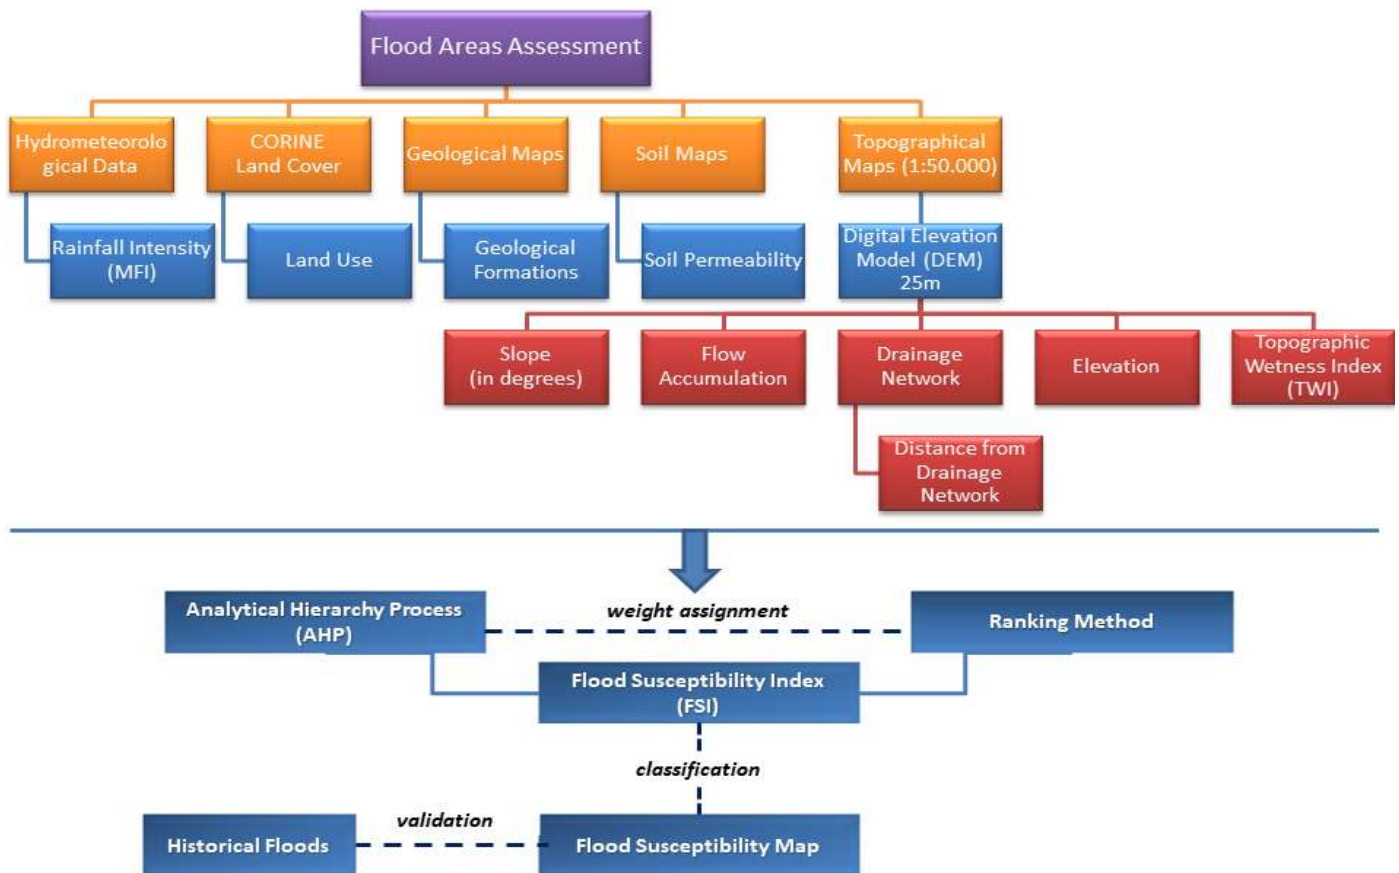 Flood Areas Assessment
Hydrometeorolo
gical Data
CORINE
Land Cover
Geological Maps
Soil Maps
Topographical
Maps (1:50.000)
Rainfall Intensity
(MFI)
Land Use
Geological
Formations
Soil Permeability
Digital Elevation
Model (DEM)
25m
Slope
(in degrees)
Flow
Accumulation
Drainage
Network
Elevation
Topographic
Wetness Index
(TWI)
Distance from
Drainage
Network
Analytical Hierarchy Process
(AHP)
weight assignment
Ranking Method
Flood Susceptibility Index
(FSI)
classification
Historical Floods
validation
Flood Susceptibility Map